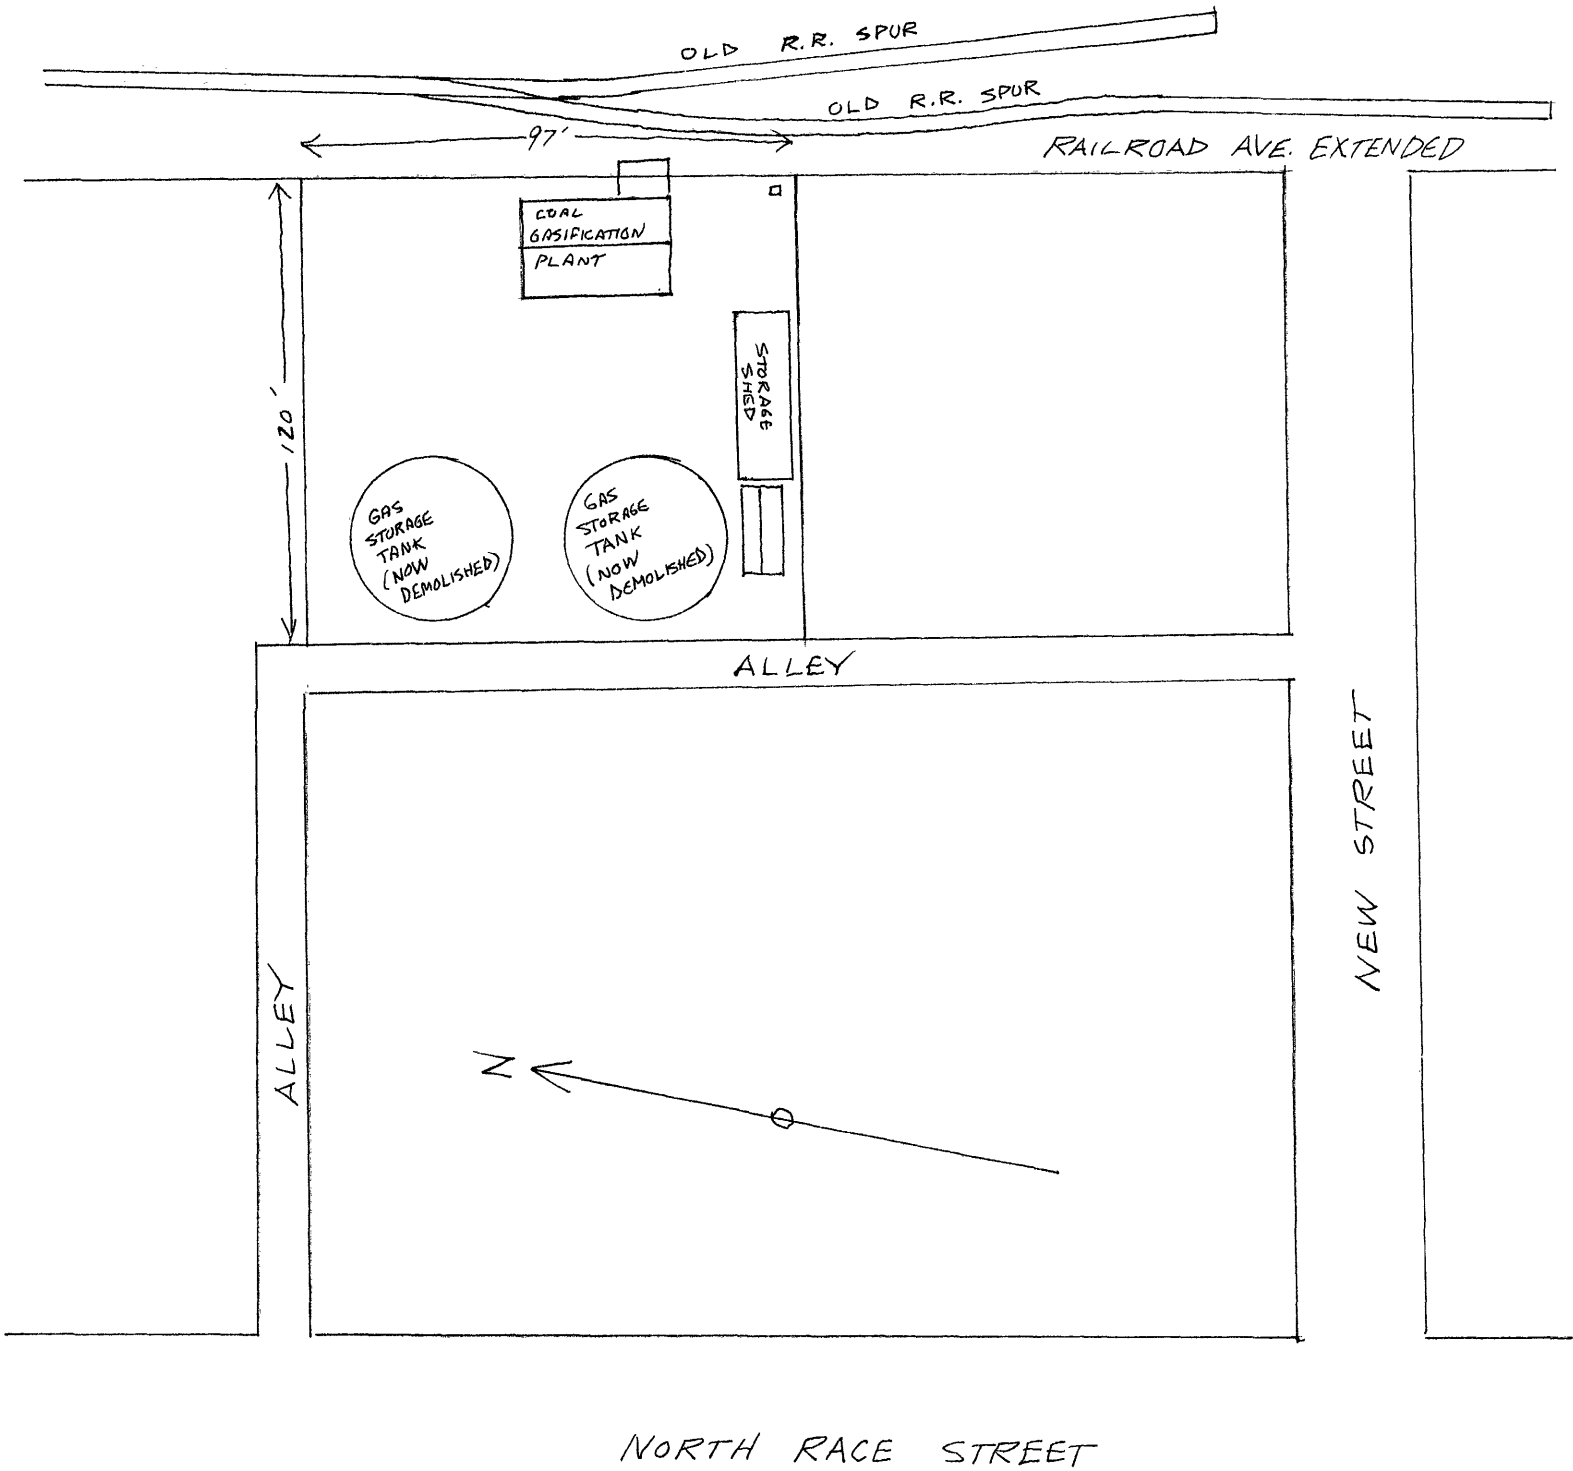 OLD R.R. SPUR
OLD R.R. SPUR
97'
RAILROAD AVE. EXTENDED
COAL
GASIFICATION
PLANT
120'
STORAGE
SHED
GAS
STORAGE
TANK
(NOW
DEMOLISHED)
GAS
STORAGE
TANK
(NOW
DEMOLISHED)
ALLEY
NEW STREET
ALLEY
N
NORTH RACE STREET